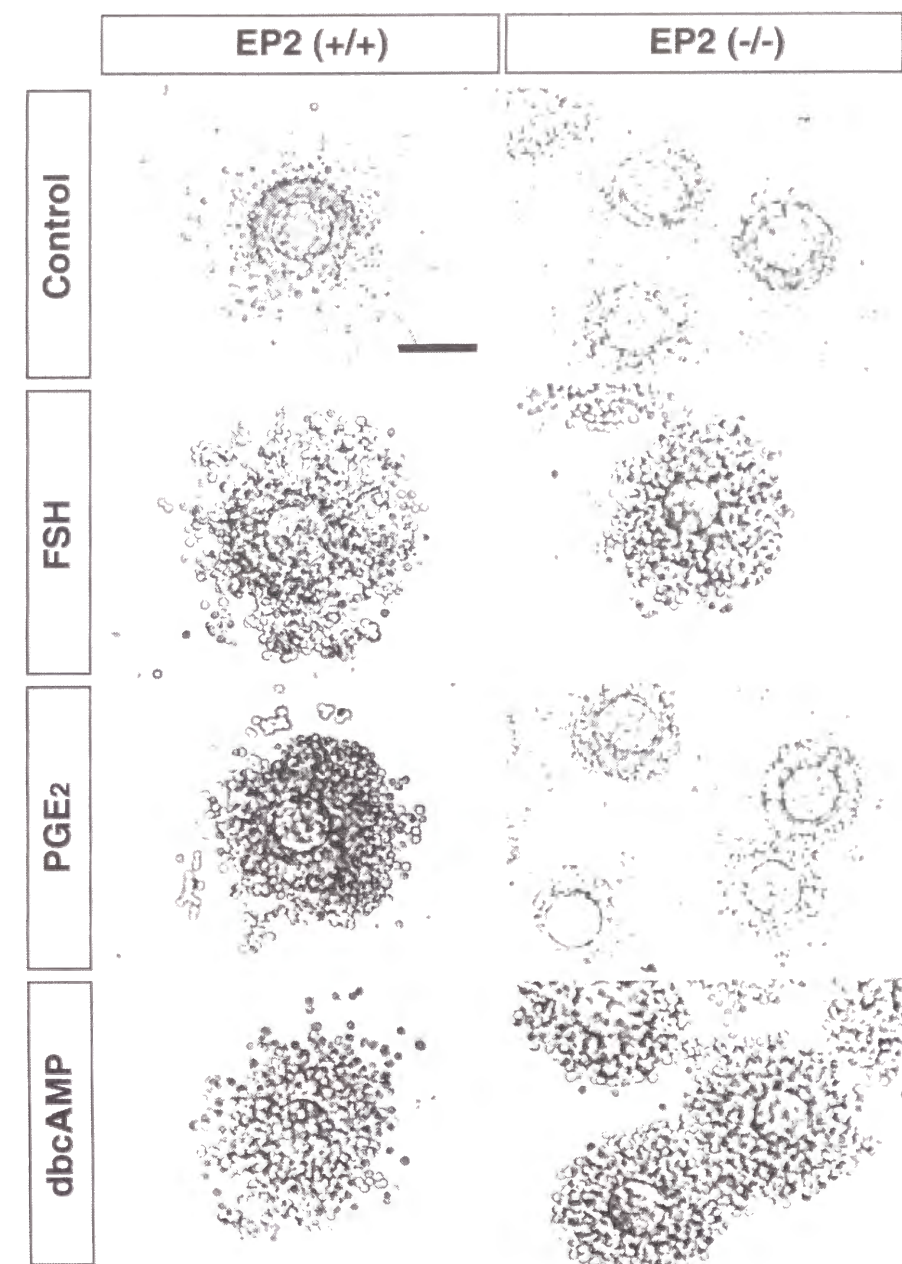 EP2 (+/+)
EP2 (-/-)
Control
FSH
PGE2
dbcAMP